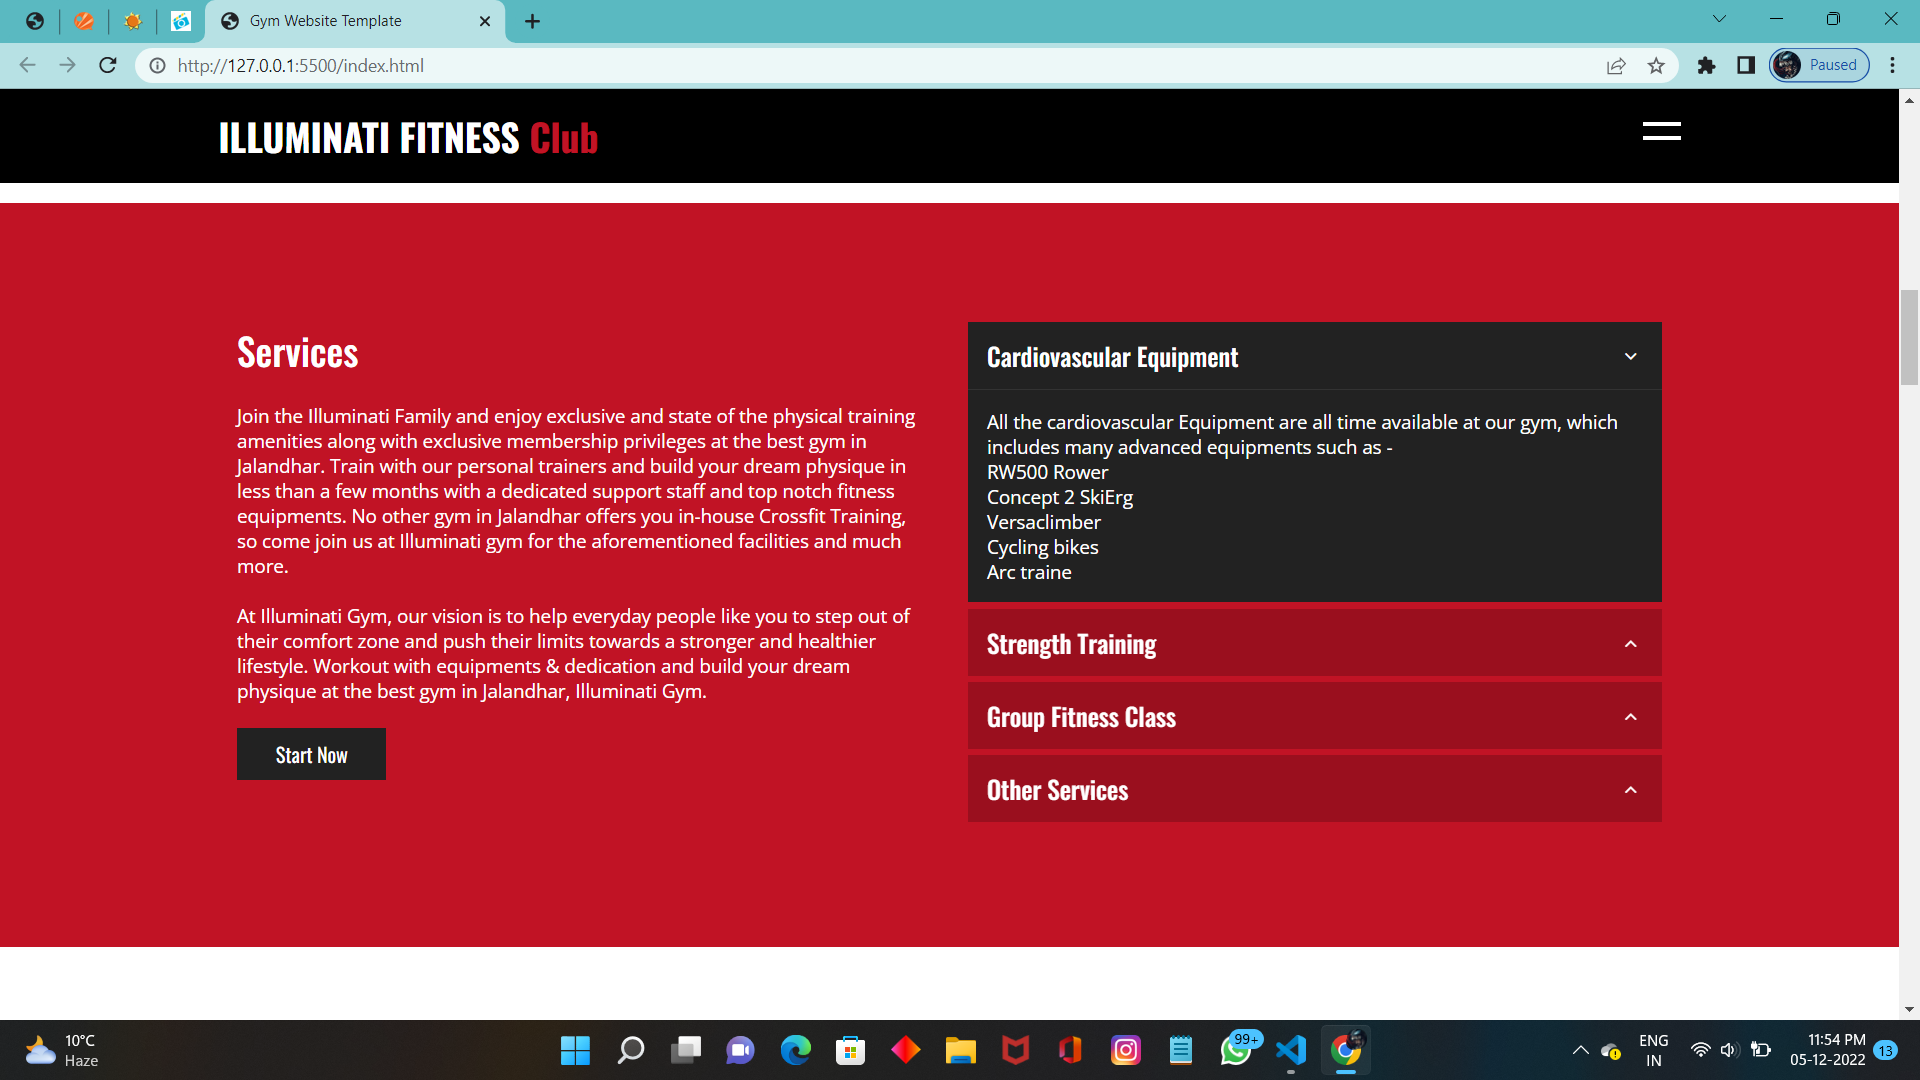 Gym Website Template
http://127.0.0.1:5500/index.html
Paused
ILLUMINATI FITNESS Club
Services
Join the Illuminati Family and enjoy exclusive and state of the physical training
amenities along with exclusive membership privileges at the best gym in
Jalandhar. Train with our personal trainers and build your dream physique in
less than a few months with a dedicated support staff and top notch fitness
equipments. No other gym in Jalandhar offers you in-house Crossfit Training,
so come join us at Illuminati gym for the aforementioned facilities and much
more.
At Illuminati Gym, our vision is to help everyday people like you to step out of
their comfort zone and push their limits towards a stronger and healthier
lifestyle. Workout with equipments & dedication and build your dream
physique at the best gym in Jalandhar, Illuminati Gym.
Start Now
Cardiovascular Equipment
All the cardiovascular Equipment are all time available at our gym, which
includes many advanced equipments such as -
RW500 Rower
Concept 2 SkiErg
Versaclimber
Cycling bikes
Arc traine
Strength Training
Group Fitness Class
Other Services
10°C
Haze
99+
ENG
IN
11:54 PM
05-12-2022
13